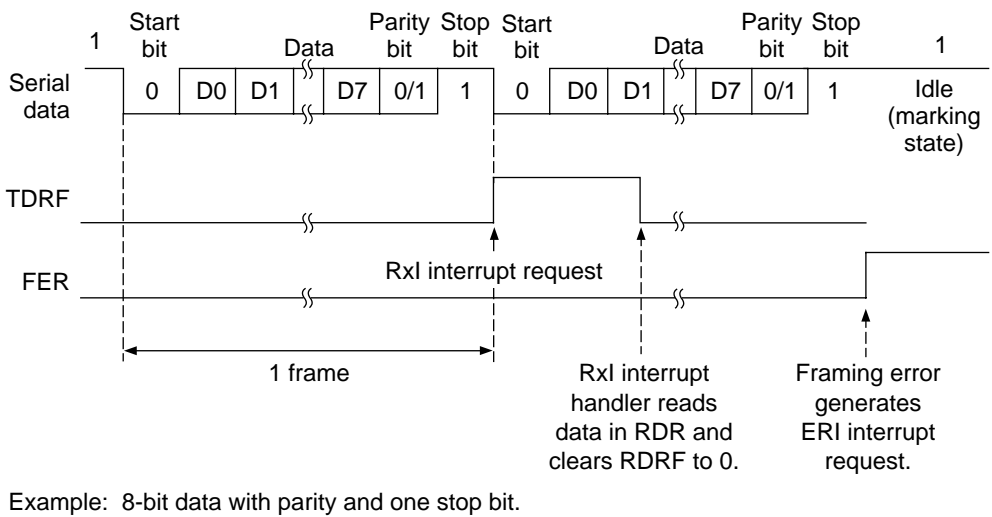 Start Parity Stop Start Parity Stop
1 bit Data bit bit bit Data bit bit 1
Serial data 0 D0 D1 D7 0/1 1 0 D0 D1 D7 0/1 1 Idle (marking state)
TDRF
RxI interrupt request
FER
1 frame
RxI interrupt
handler reads
data in RDR and
clears RDRF to 0.
Framing error
generates
ERI interrupt
request.
Example: 8-bit data with parity and one stop bit.